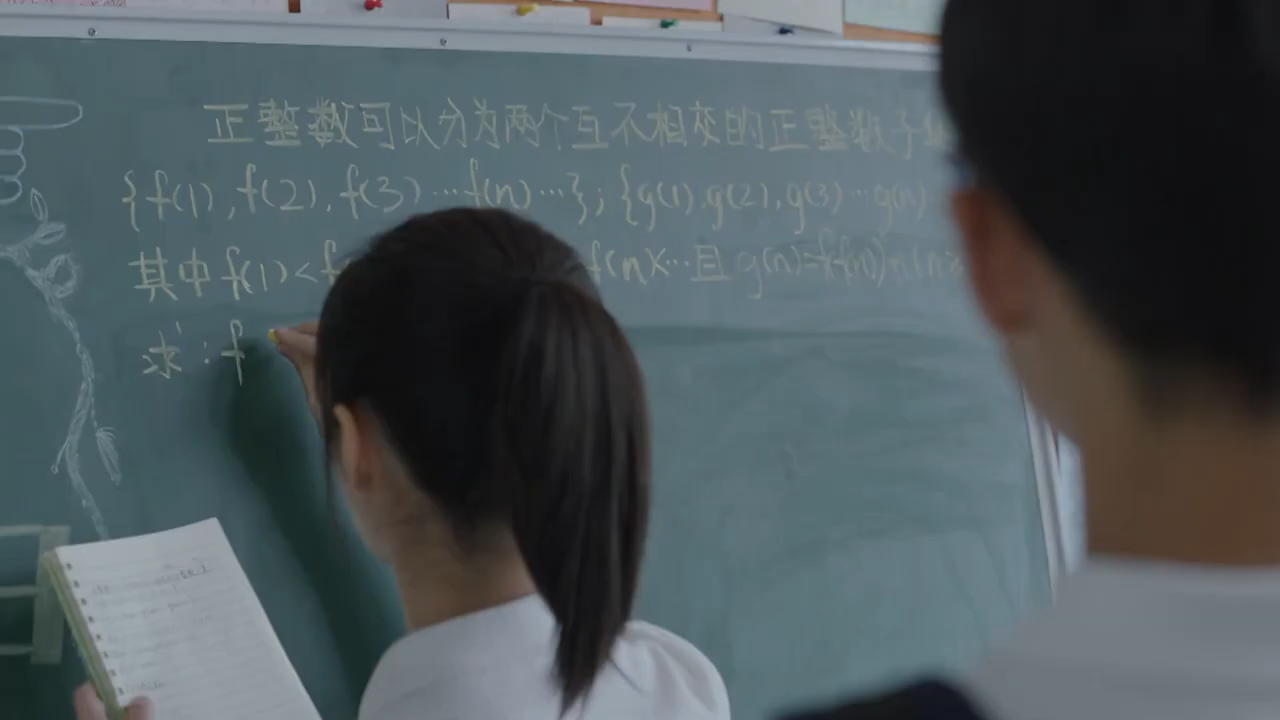 正整数可以分为两个互不相交的正整数子
{f(1),f(2),f(3)…f(n)…};{g(1),g(2),g(3)…g(n)
其中f(1)<f f(n)<…且 g(n)=f(f(n))
求:f